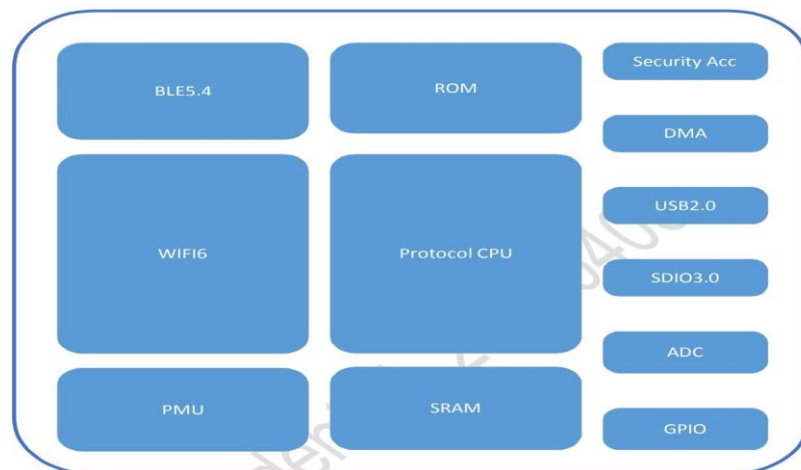 BLE5.4
ROM
Security Acc
DMA
WIFI6
Protocol CPU
USB2.0
SDIO3.0
PMU
SRAM
ADC
GPIO